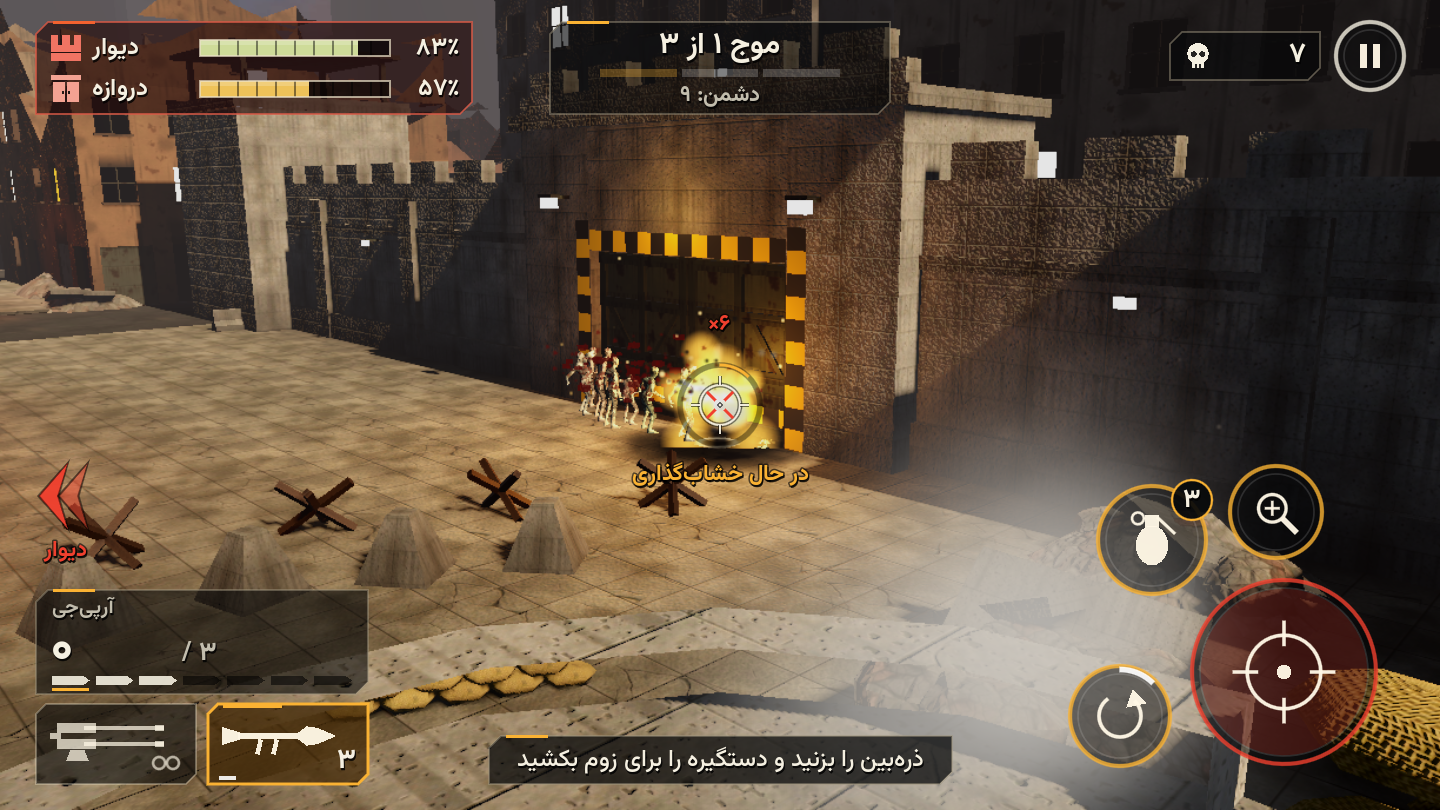 دیوار ۸۳٪
دروازه ۵۷٪
موج ۱ از ۳
دشمن: ۹
۷
×۶
در حال خشاب‌گذاری
دیوار
۳
آرپی‌جی
۰ / ۳
∞
۳
ذره‌بین را بزنید و دستگیره را برای زوم بکشید